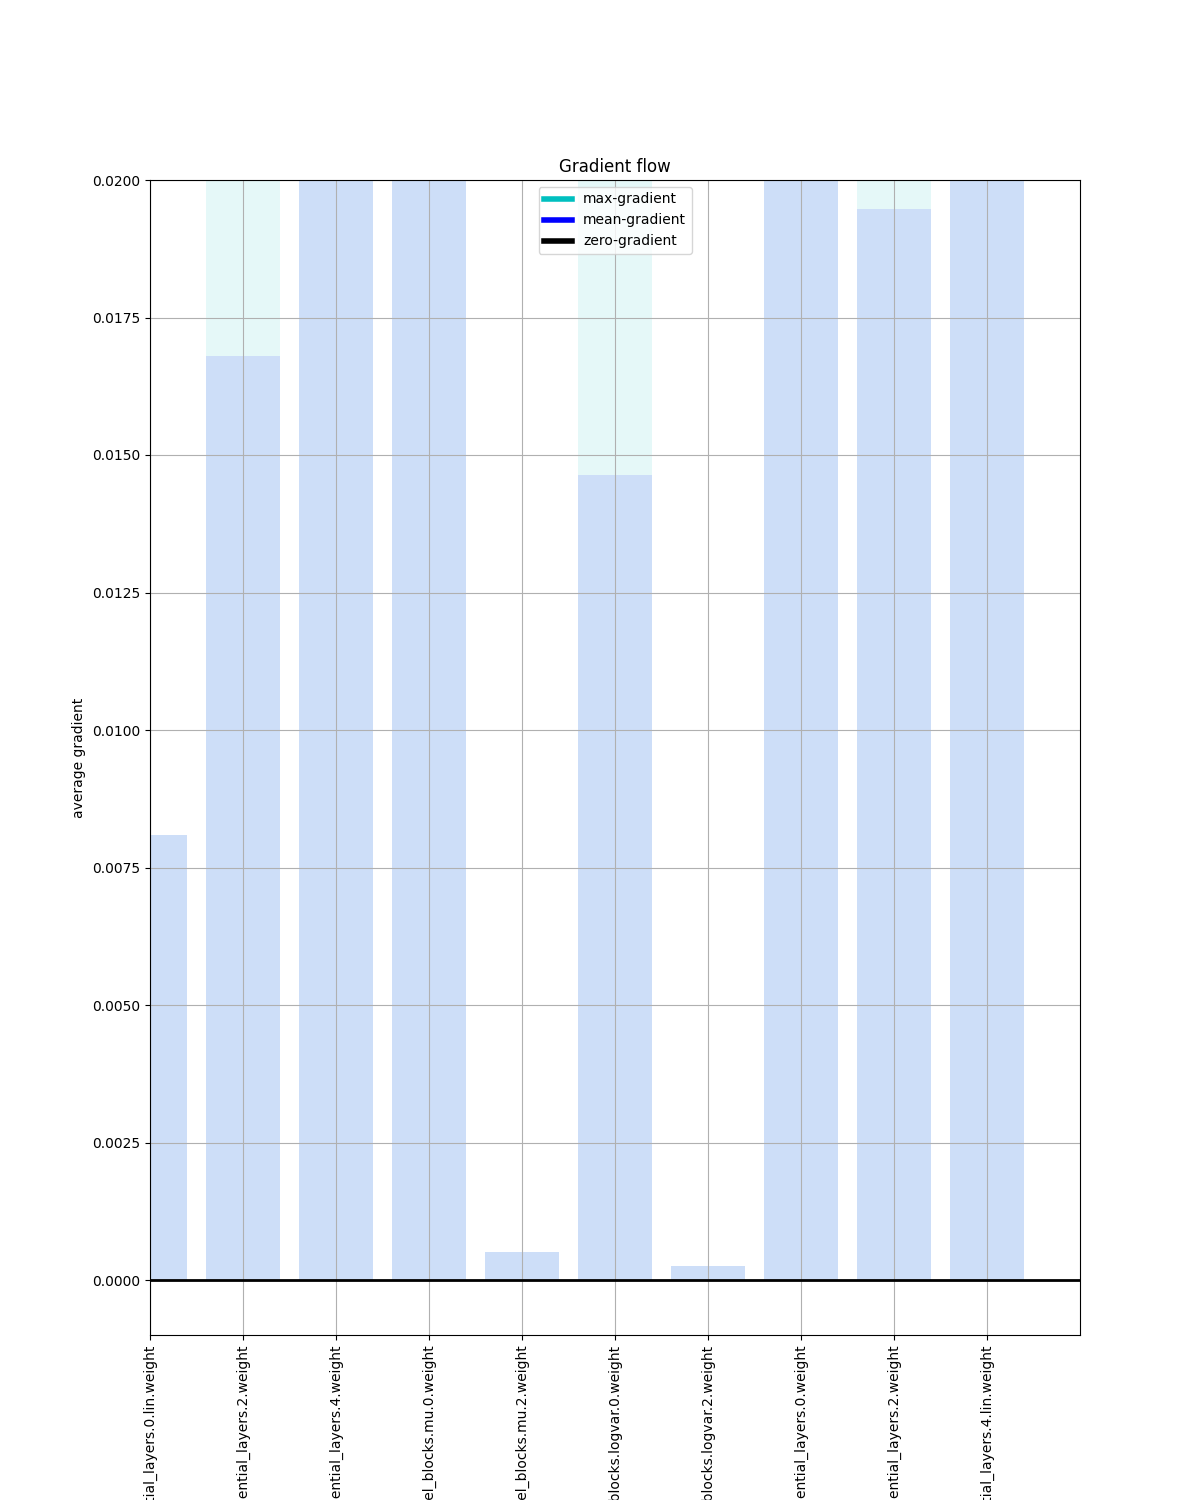 Gradient flow
max-gradient
mean-gradient
zero-gradient
0.0200
0.0175
0.0150
0.0125
0.0100
0.0075
0.0050
0.0025
0.0000
average gradient
tial_layers.0.lin.weight
ential_layers.2.weight
ential_layers.4.weight
el_blocks.mu.0.weight
el_blocks.mu.2.weight
blocks.logvar.0.weight
blocks.logvar.2.weight
ential_layers.0.weight
ential_layers.2.weight
tial_layers.4.lin.weight